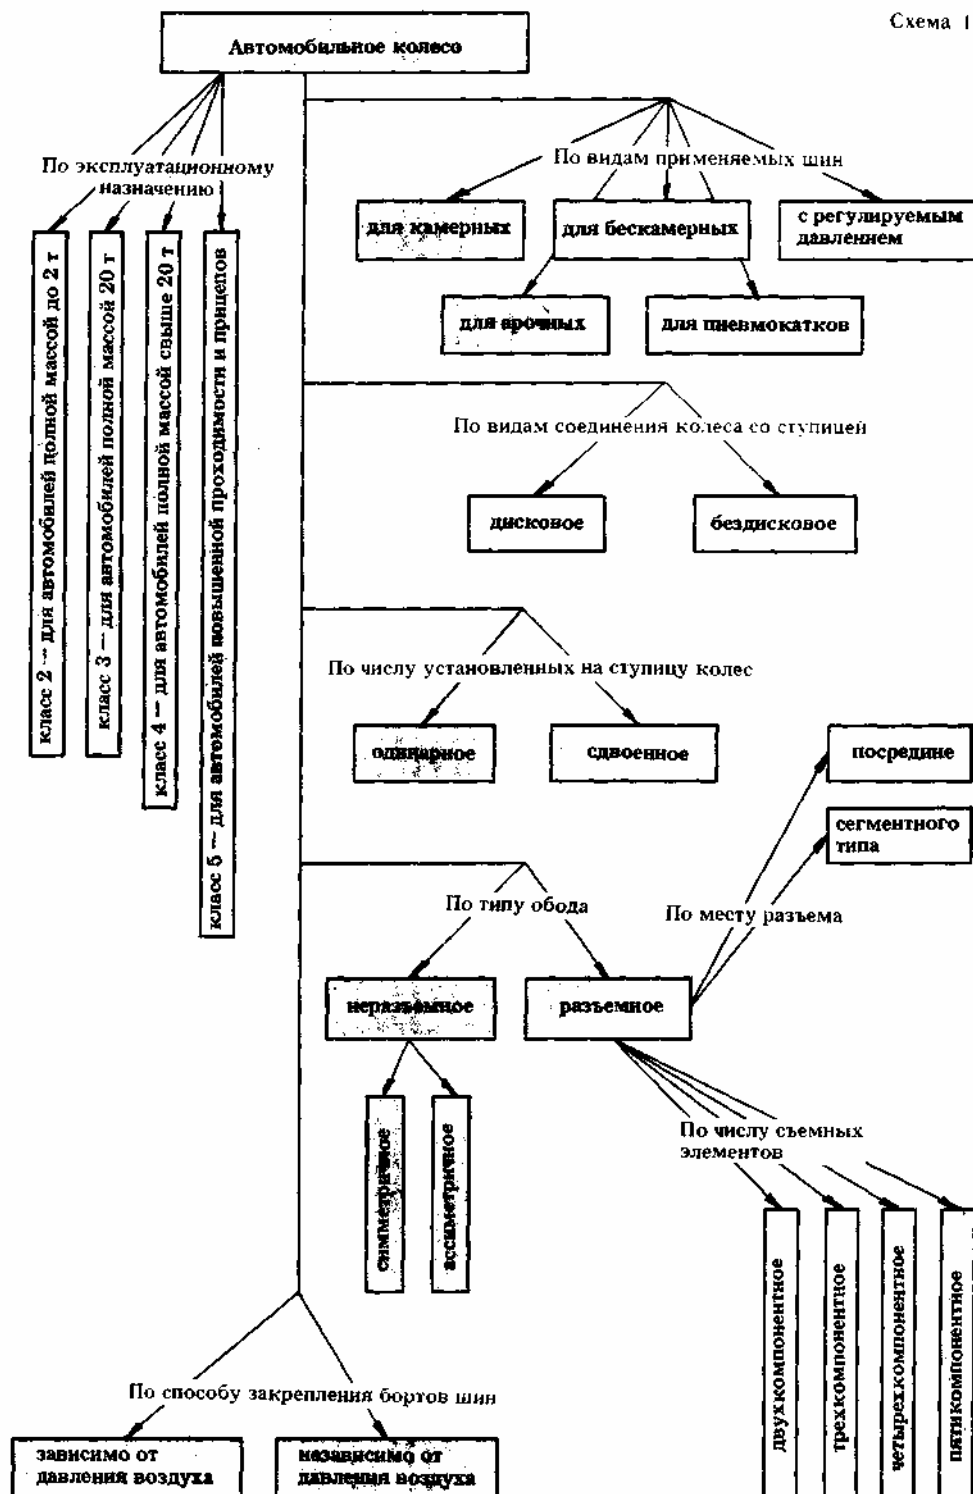 Схема 1
Автомобильное колесо
По эксплуатационному
назначению
класс 2 — для автомобилей полной массой до 2 т
класс 3 — для автомобилей полной массой 20 т
класс 4 — для автомобилей полной массой свыше 20 т
класс 5 — для автомобилей повышенной проходимости и прицепов
По видам применяемых шин
для камерных
для бескамерных
с регулируемым
давлением
для арочных
для пневмокатков
По видам соединения колеса со ступицей
дисковое
бездисковое
По числу установленных на ступицу колес
одинарное
сдвоенное
посредине
сегментного
типа
По типу обода
По месту разъема
неразъемное
разъемное
симметричное
ассиметричное
По числу съемных
элементов
двухкомпонентное
трехкомпонентное
четырехкомпонентное
пятикомпонентное
По способу закрепления бортов шин
зависимо от
давления воздуха
независимо от
давления воздуха